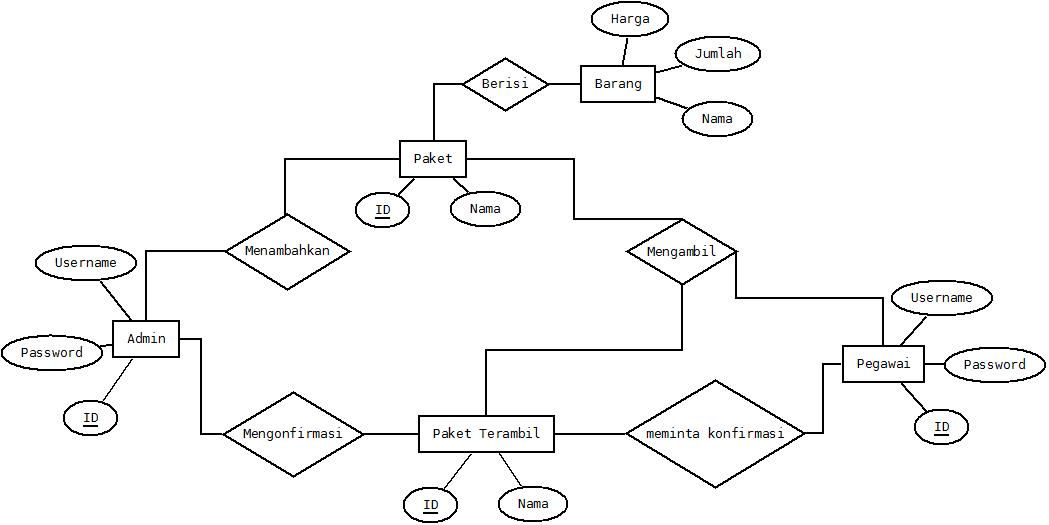 Harga
Jumlah
Berisi
Barang
Nama
Paket
ID
Nama
Menambahkan
Mengambil
Username
Username
Admin
Password
Pegawai
Password
ID
ID
Mengonfirmasi
Paket Terambil
meminta konfirmasi
ID
Nama